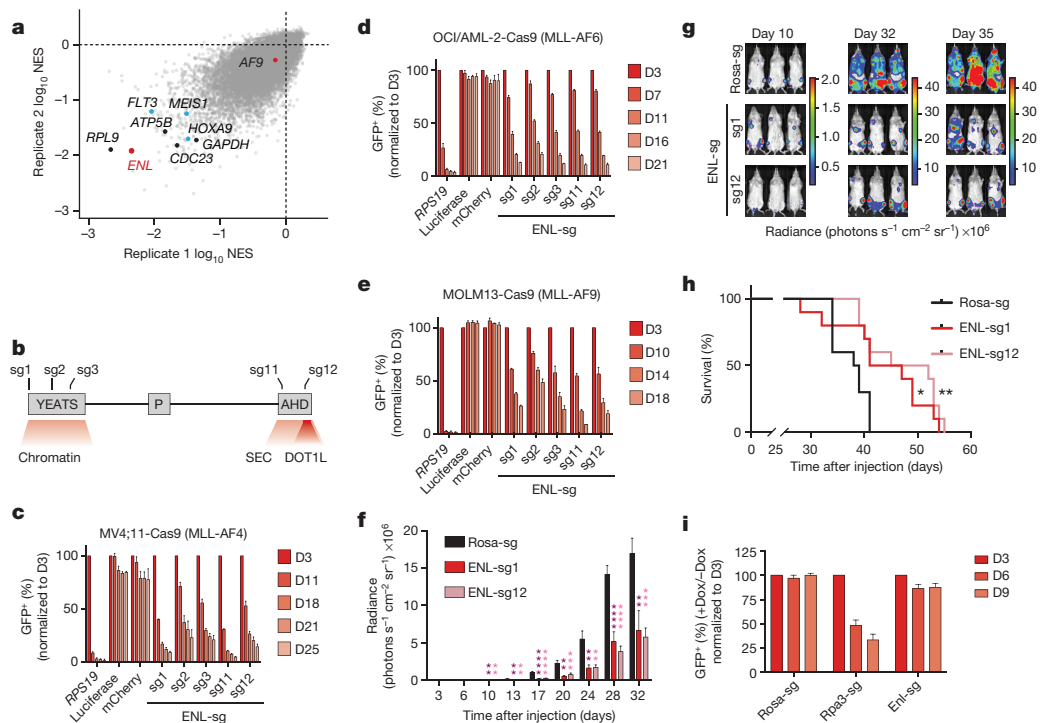 a
Replicate 2 log10 NES
0
−1
−2
−3
AF9
FLT3
MEIS1
ATP5B
HOXA9
RPL9
GAPDH
CDC23
ENL
−3
−2
−1
0
Replicate 1 log10 NES
b
sg1
sg2
sg3
sg11
sg12
YEATS
P
AHD
Chromatin
SEC
DOT1L
c
MV4;11-Cas9 (MLL-AF4)
GFP+ (%)
(normalized to D3)
100
50
0
D3
D11
D18
D21
D25
RPS19
Luciferase
mCherry
sg1
sg2
sg3
sg11
sg12
ENL-sg
d
OCI/AML-2-Cas9 (MLL-AF6)
GFP+ (%)
(normalized to D3)
100
50
0
D3
D7
D11
D16
D21
RPS19
Luciferase
mCherry
sg1
sg2
sg3
sg11
sg12
ENL-sg
e
MOLM13-Cas9 (MLL-AF9)
GFP+ (%)
(normalized to D3)
100
50
0
D3
D10
D14
D18
RPS19
Luciferase
mCherry
sg1
sg2
sg3
sg11
sg12
ENL-sg
f
Radiance
(photons s−1 cm−2 sr−1) ×10⁶
20
15
10
5
0
Rosa-sg
ENL-sg1
ENL-sg12
3 6 10 13 17 20 24 28 32
Time after injection (days)
g
Day 10 Day 32 Day 35
Rosa-sg
sg1
sg12
ENL-sg
2.0
1.5
1.0
0.5
40
30
20
10
40
30
20
10
Radiance (photons s−1 cm−2 sr−1) ×10⁶
h
Survival (%)
100
50
0
Rosa-sg
ENL-sg1
ENL-sg12
* **
0 25 30 40 50 60
Time after injection (days)
i
GFP+ (%) (+Dox/−Dox
normalized to D3)
125
100
75
50
25
0
D3
D6
D9
Rosa-sg
Rpa3-sg
Enl-sg